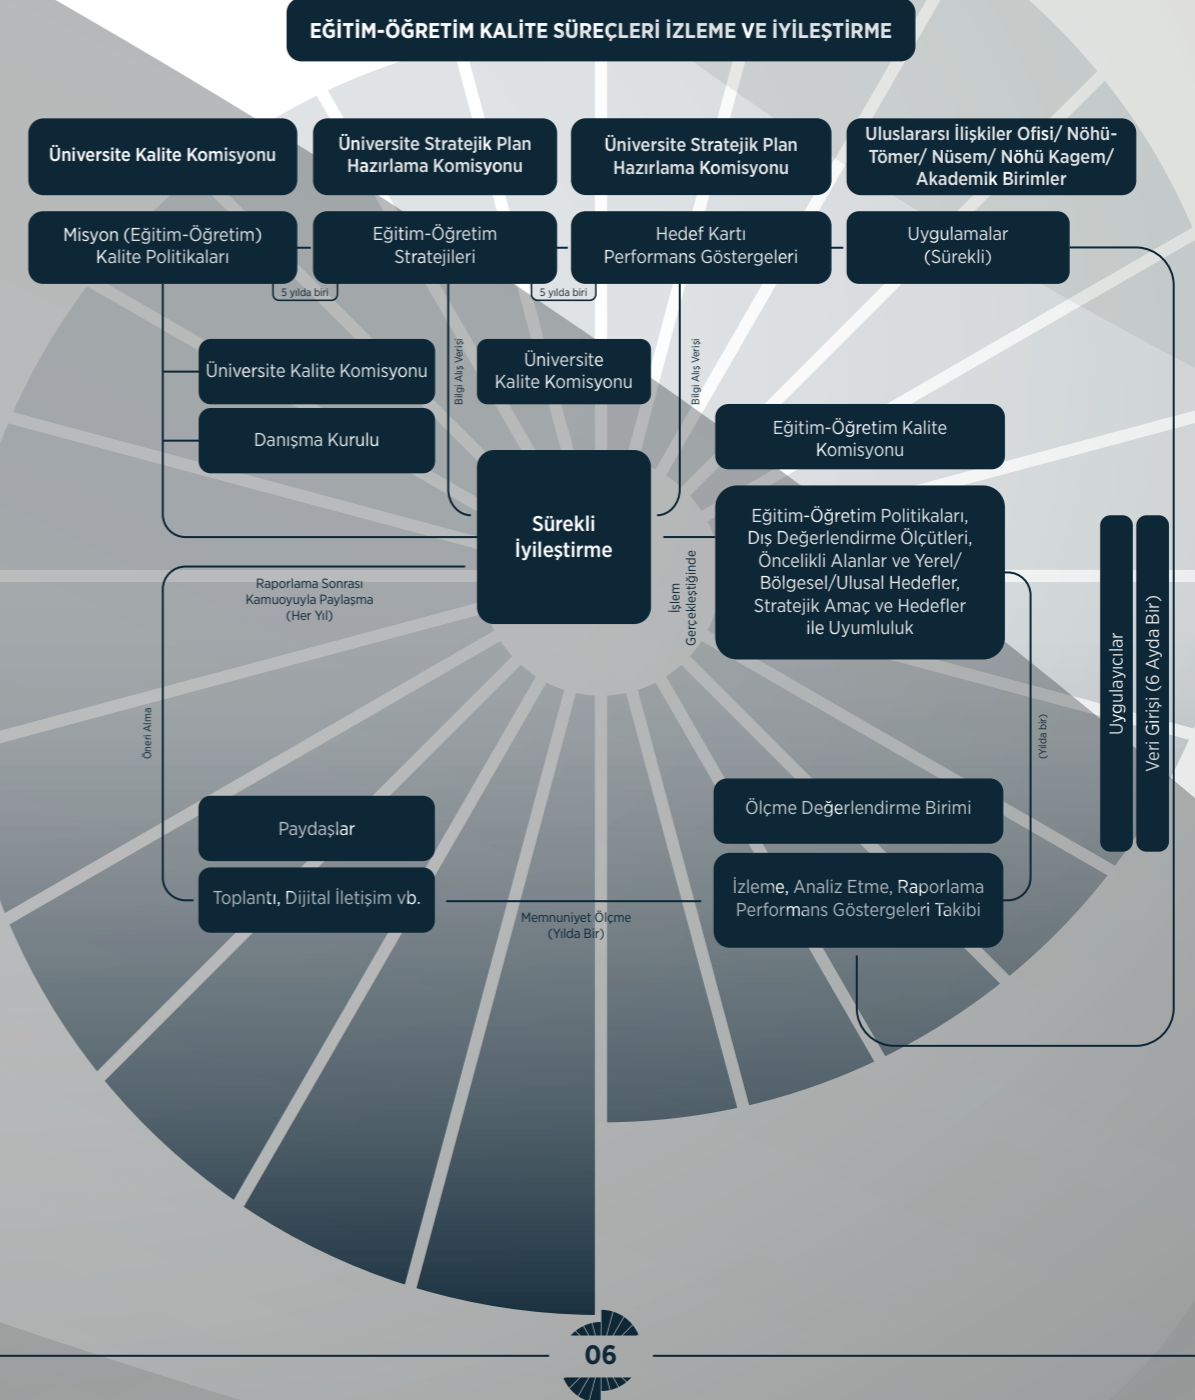 EĞİTİM-ÖĞRETİM KALİTE SÜREÇLERİ İZLEME VE İYİLEŞTİRME
Üniversite Kalite Komisyonu
Üniversite Stratejik Plan
Hazırlama Komisyonu
Üniversite Stratejik Plan
Hazırlama Komisyonu
Uluslararsı İlişkiler Ofisi/ Nöhü-
Tömer/ Nüsem/ Nöhü Kagem/
Akademik Birimler
Misyon (Eğitim-Öğretim)
Kalite Politikaları
Eğitim-Öğretim
Stratejileri
Hedef Kartı
Performans Göstergeleri
Uygulamalar
(Sürekli)
5 yılda biri
5 yılda biri
Üniversite Kalite Komisyonu
Bilgi Alış Verişi
Üniversite
Kalite Komisyonu
Bilgi Alış Verişi
Danışma Kurulu
Eğitim-Öğretim Kalite
Komisyonu
Sürekli
İyileştirme
Eğitim-Öğretim Politikaları,
Dış Değerlendirme Ölçütleri,
Öncelikli Alanlar ve Yerel/
Bölgesel/Ulusal Hedefler,
Stratejik Amaç ve Hedefler
ile Uyumluluk
İşlem
Gerçekleştiğinde
Raporlama Sonrası
Kamuoyuyla Paylaşma
(Her Yıl)
Uygulayıcılar
Veri Girişi (6 Ayda Bir)
Öneri Alma
(Yılda bir)
Paydaşlar
Ölçme Değerlendirme Birimi
Toplantı, Dijital İletişim vb.
İzleme, Analiz Etme, Raporlama
Performans Göstergeleri Takibi
Memnuniyet Ölçme
(Yılda Bir)
06